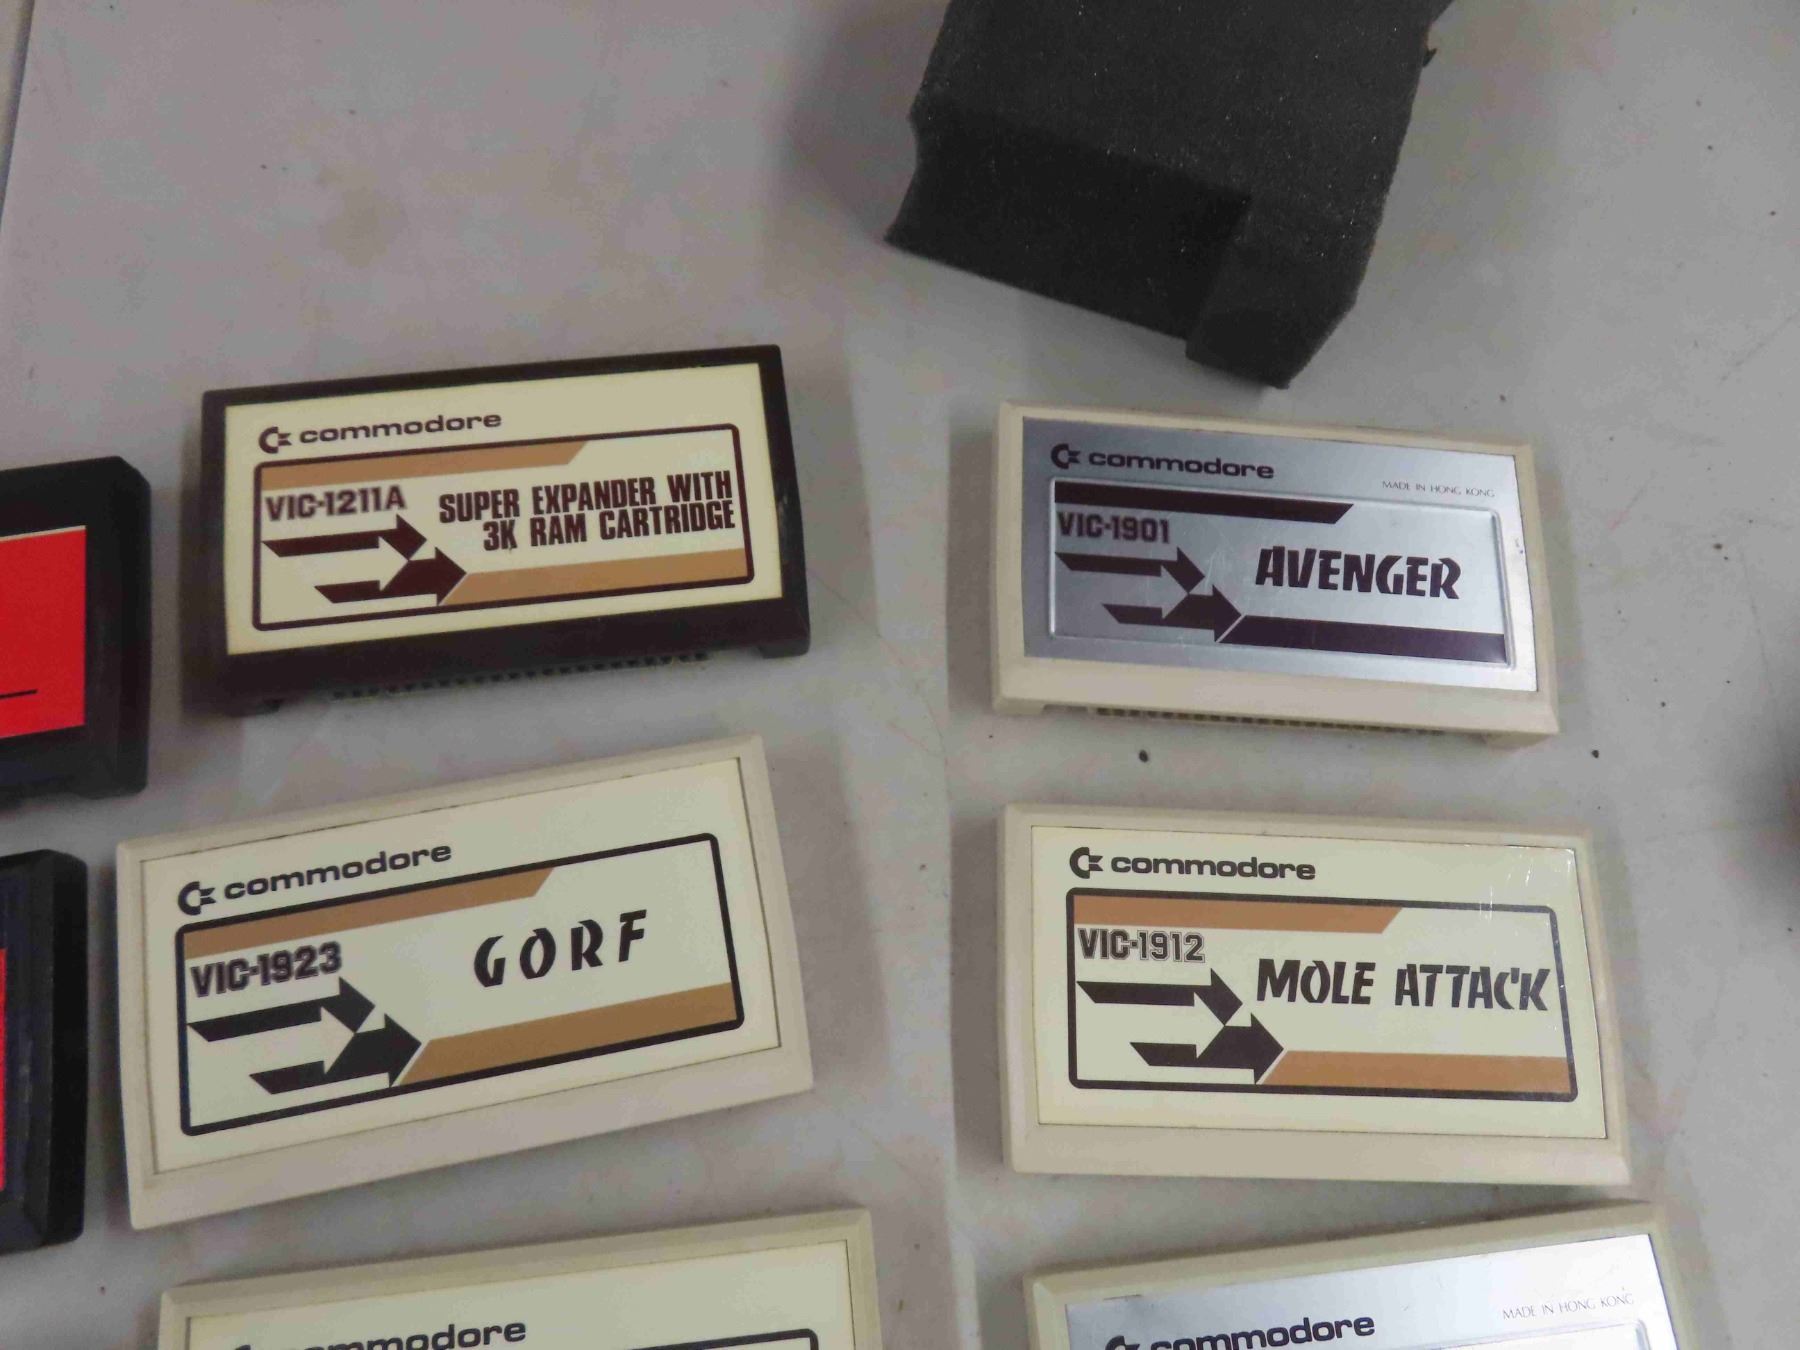 commodore
VIC-1211A
SUPER EXPANDER WITH
3K RAM CARTRIDGE
commodore
MADE IN HONG KONG
VIC-1901
AVENGER
commodore
VIC-1923
GORF
commodore
VIC-1912
MOLE ATTACK
commodore
MADE IN HONG KONG
commodore